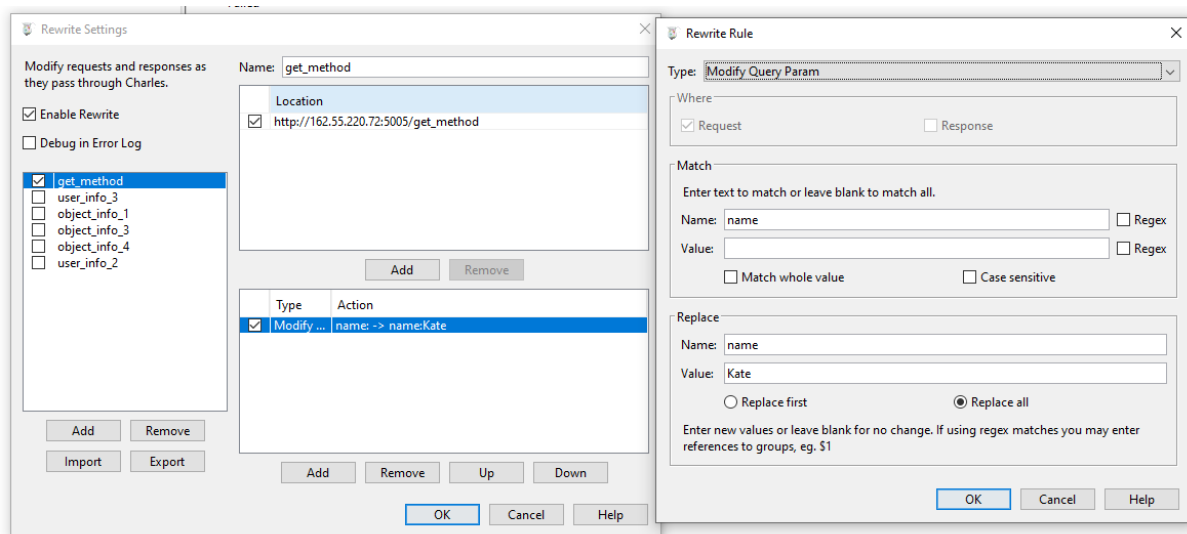 Rewrite Settings
Modify requests and responses as
they pass through Charles.
Enable Rewrite
Debug in Error Log
get_method
user_info_3
object_info_1
object_info_3
object_info_4
user_info_2
Add Remove
Import Export
Name: get_method
Location
http://162.55.220.72:5005/get_method
Add Remove
Type Action
Modify ... name: -> name:Kate
Add Remove Up Down
OK Cancel Help
Rewrite Rule
Type: Modify Query Param
Where
Request Response
Match
Enter text to match or leave blank to match all.
Name: name Regex
Value: Regex
Match whole value Case sensitive
Replace
Name: name
Value: Kate
Replace first Replace all
Enter new values or leave blank for no change. If using regex matches you may enter
references to groups, eg. $1
OK Cancel Help